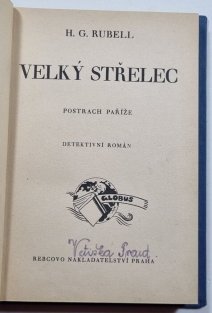 H. G. RUBELL
VELKÝ STŘELEC
POSTRACH PAŘÍŽE
DETEKTIVNÍ ROMÁN
GLOBUS
REBCOVO NAKLADATELSTVÍ PRAHA